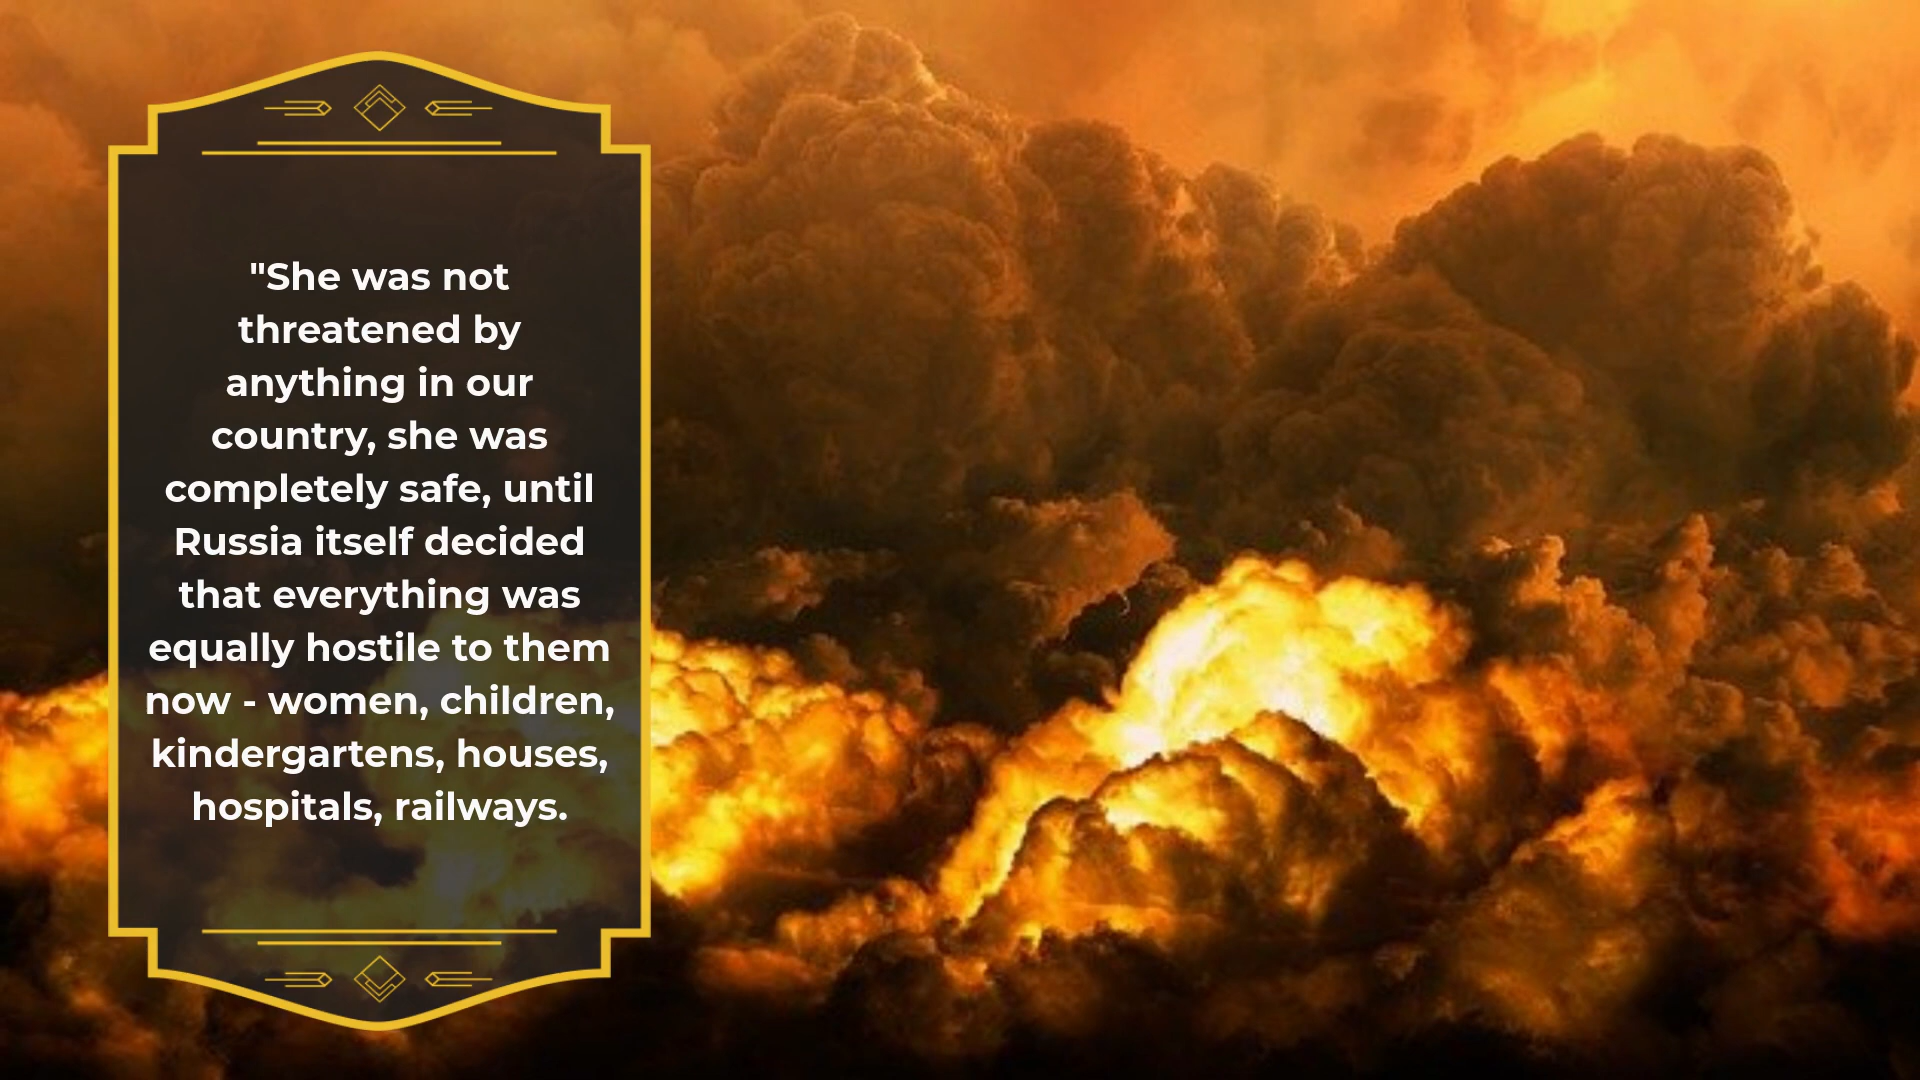 "She was not
threatened by
anything in our
country, she was
completely safe, until
Russia itself decided
that everything was
equally hostile to them
now - women, children,
kindergartens, houses,
hospitals, railways.